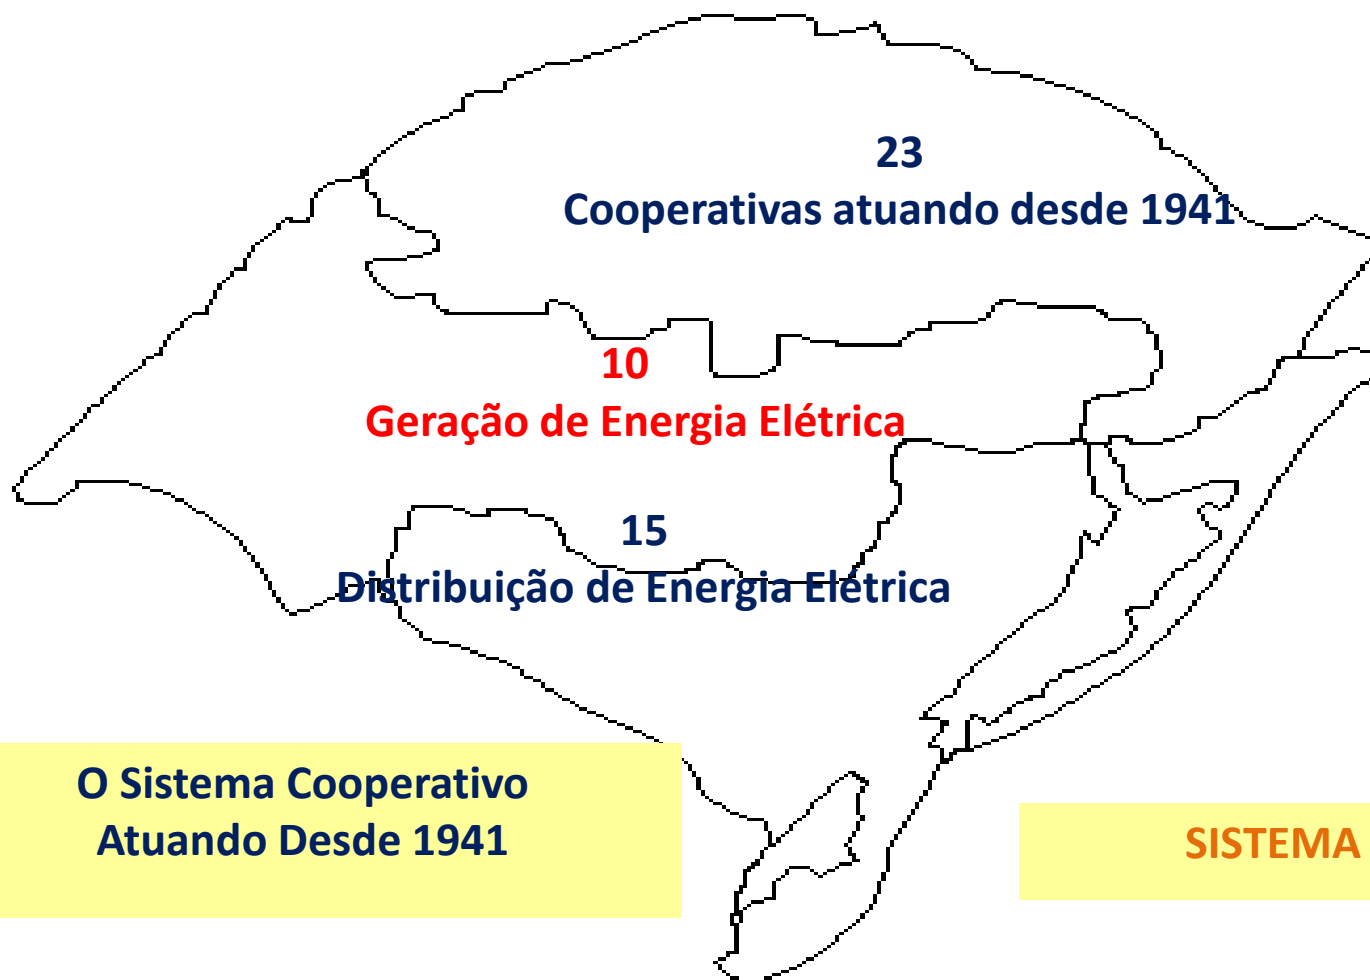 23
Cooperativas atuando desde 1941
10
Geração de Energia Elétrica
15
Distribuição de Energia Elétrica
O Sistema Cooperativo
Atuando Desde 1941
SISTEMA